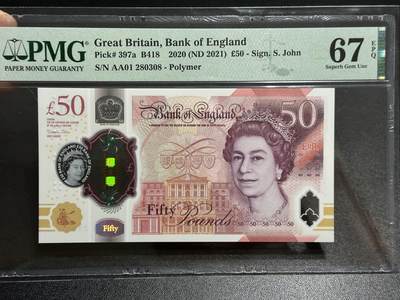 PMG
PAPER MONEY GUARANTY
Great Britain, Bank of England
Pick# 397a B418 2020 (ND 2021) £50 - Sign. S. John
S/N AA01 280308 - Polymer
67 EPQ
Superb Gem Unc
£50
Bank of England
50
Fifty
Pounds
Fifty